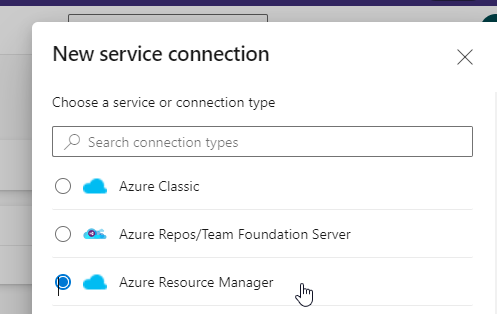 New service connection
Choose a service or connection type
Search connection types
Azure Classic
Azure Repos/Team Foundation Server
Azure Resource Manager